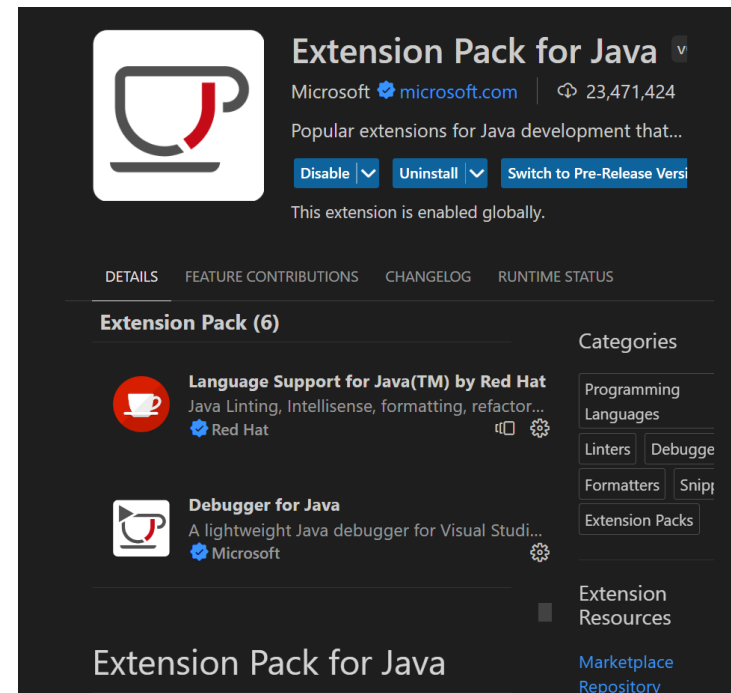 Extension Pack for Java
Microsoft microsoft.com 23,471,424
Popular extensions for Java development that...
Disable Uninstall Switch to Pre-Release Versi
This extension is enabled globally.
DETAILS FEATURE CONTRIBUTIONS CHANGELOG RUNTIME STATUS
Extension Pack (6)
Language Support for Java(TM) by Red Hat
Java Linting, Intellisense, formatting, refactor...
Red Hat
Debugger for Java
A lightweight Java debugger for Visual Studi...
Microsoft
Extension Pack for Java
Categories
Programming
Languages
Linters Debugge
Formatters Snipp
Extension Packs
Extension
Resources
Marketplace
Repository